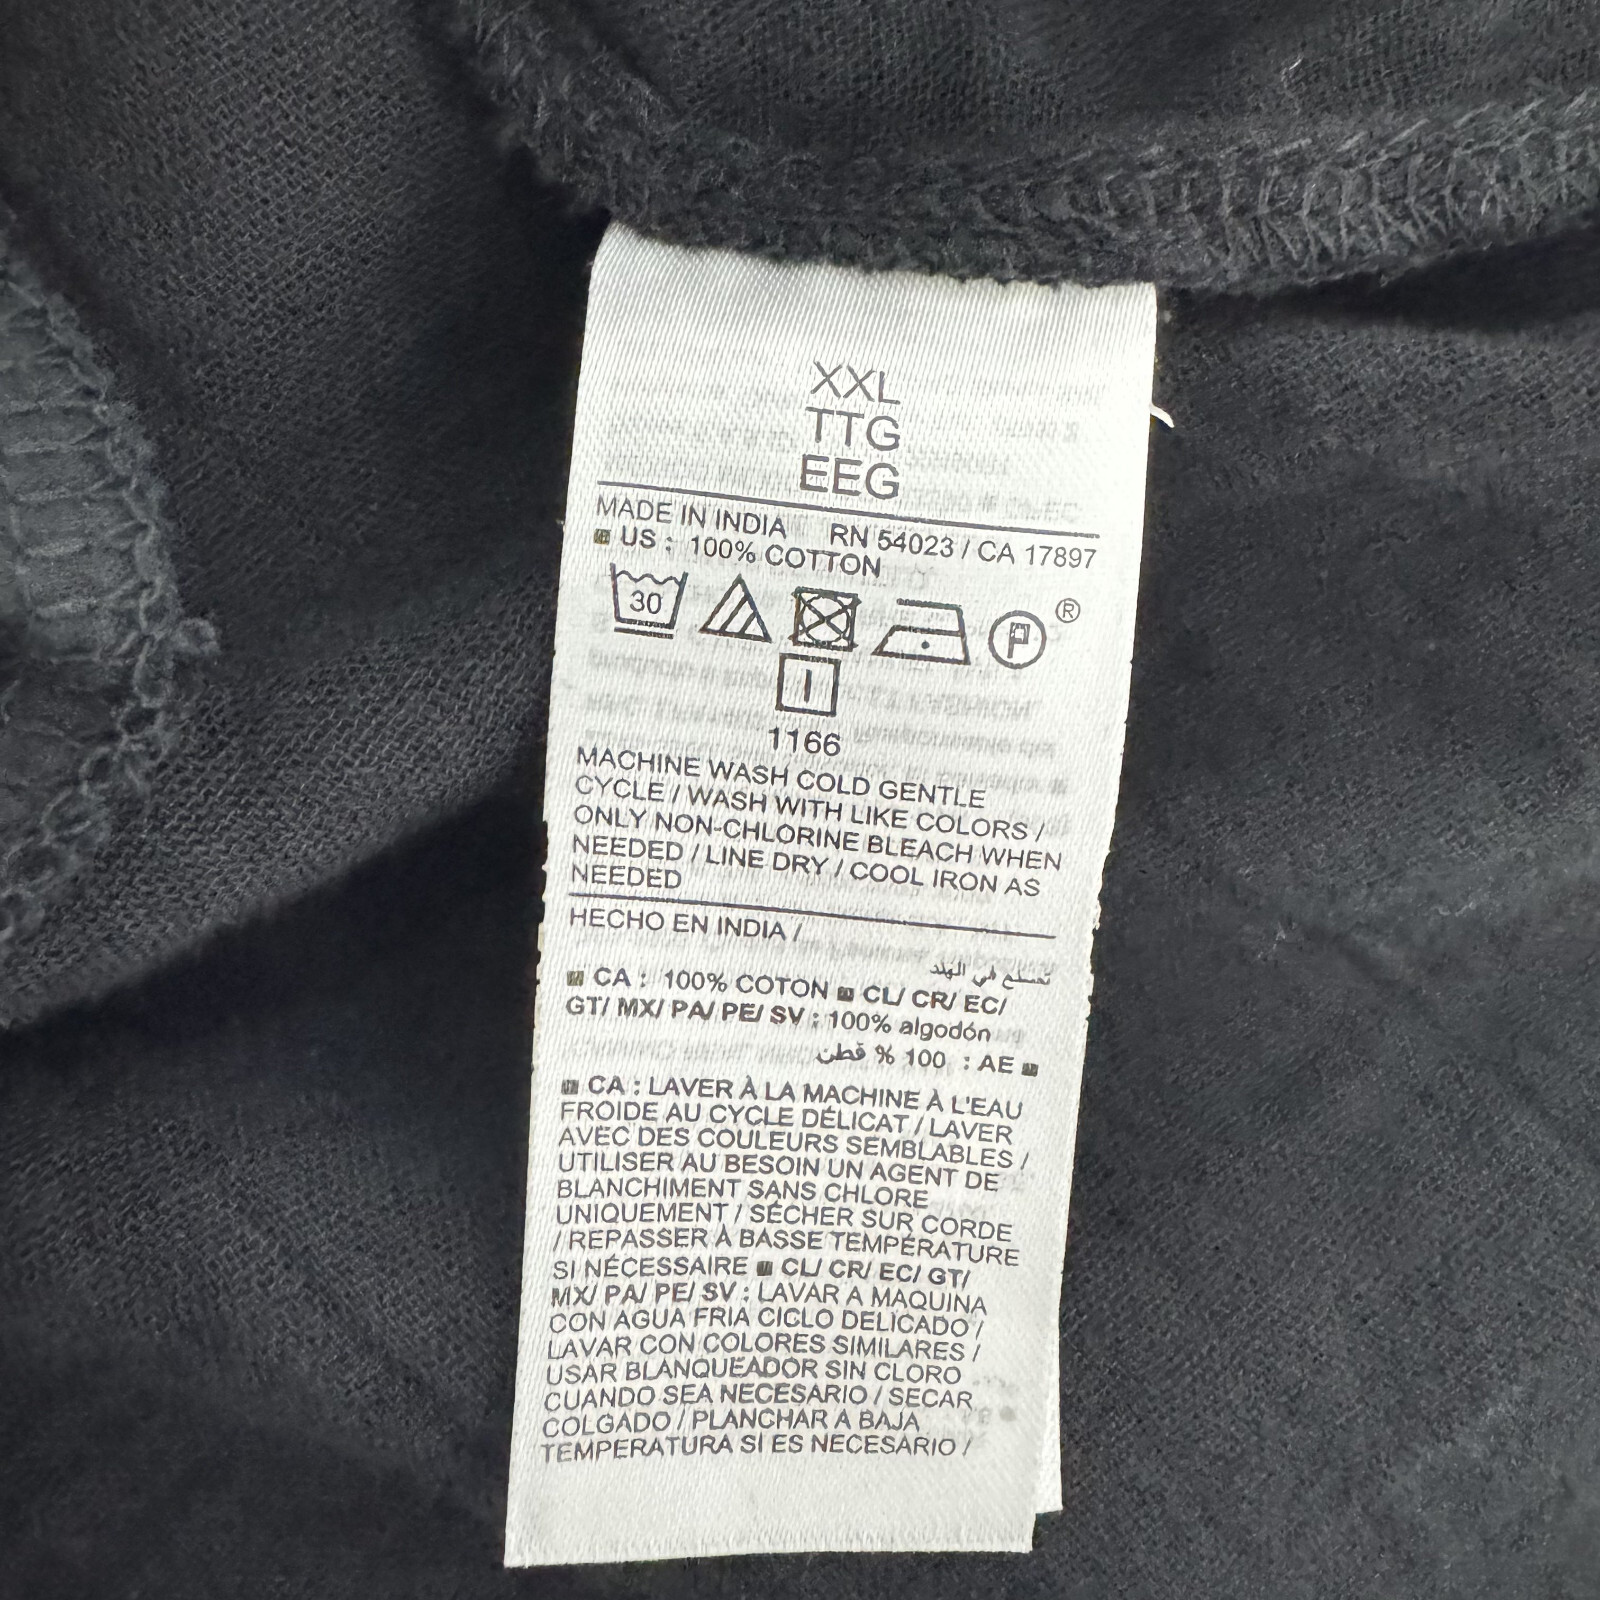 XXL
TTG
EEG
MADE IN INDIA RN 54023 / CA 17897
US : 100% COTTON
30 P ®
1166
MACHINE WASH COLD GENTLE
CYCLE / WASH WITH LIKE COLORS /
ONLY NON-CHLORINE BLEACH WHEN
NEEDED / LINE DRY / COOL IRON AS
NEEDED
HECHO EN INDIA /
في الهند
CA : 100% COTON CL/ CR/ EC/
GT/ MX/ PA/ PE/ SV : 100% algodón
AE : 100 % قطن
CA : LAVER À LA MACHINE À L'EAU
FROIDE AU CYCLE DÉLICAT / LAVER
AVEC DES COULEURS SEMBLABLES /
UTILISER AU BESOIN UN AGENT DE
BLANCHIMENT SANS CHLORE
UNIQUEMENT / SÉCHER SUR CORDE
/ REPASSER À BASSE TEMPÉRATURE
SI NÉCESSAIRE CL/ CR/ EC/ GT/
MX/ PA/ PE/ SV : LAVAR A MAQUINA
CON AGUA FRIA CICLO DELICADO /
LAVAR CON COLORES SIMILARES /
USAR BLANQUEADOR SIN CLORO
CUANDO SEA NECESARIO / SECAR
COLGADO / PLANCHAR A BAJA
TEMPERATURA SI ES NECESARIO /